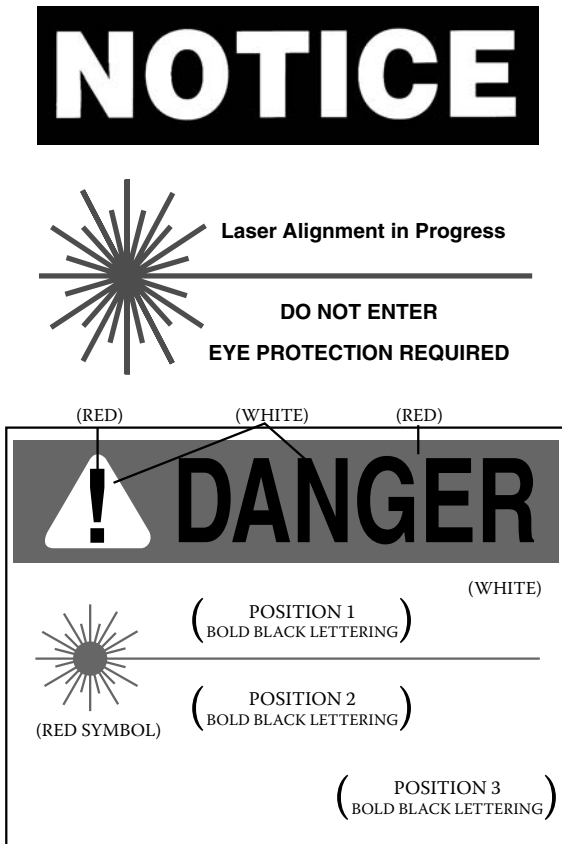 NOTICE
Laser Alignment in Progress
DO NOT ENTER
EYE PROTECTION REQUIRED
(RED) (WHITE) (RED)
! DANGER
(WHITE)
(POSITION 1
BOLD BLACK LETTERING)
(POSITION 2
BOLD BLACK LETTERING)
(RED SYMBOL)
(POSITION 3
BOLD BLACK LETTERING)